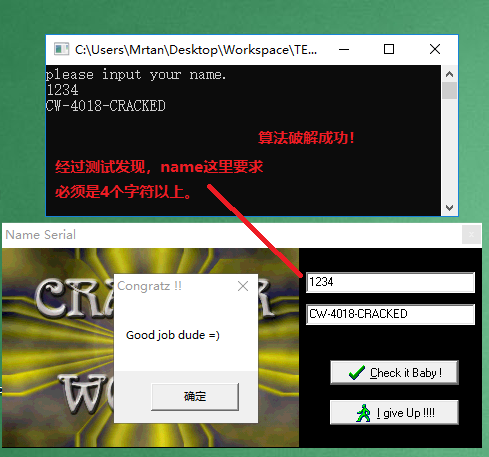 C:\Users\Mrtan\Desktop\Workspace\TE...
please input your name.
1234
CW-4018-CRACKED
算法破解成功！
经过测试发现，name这里要求
必须是4个字符以上。
Name Serial
Congratz !!
1234
Good job dude =)
CW-4018-CRACKED
确定
Check it Baby !
I give Up !!!!